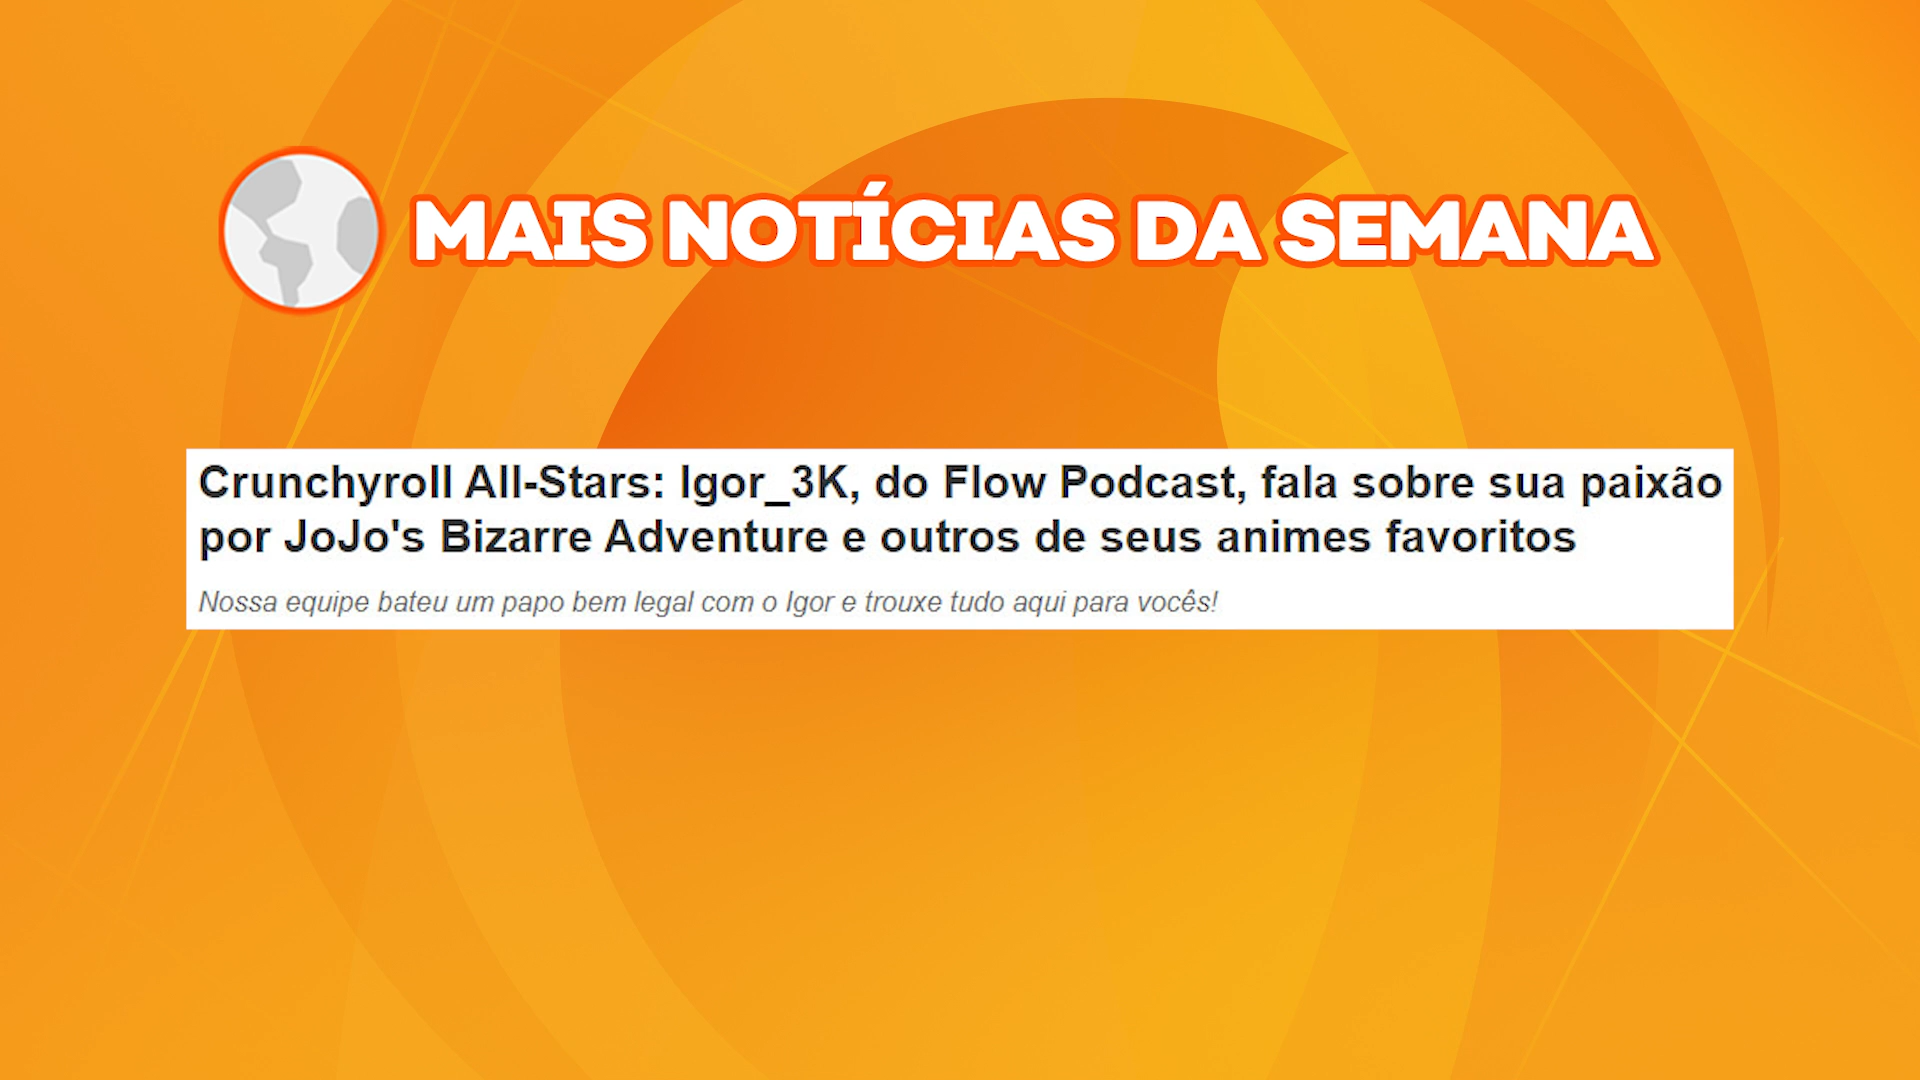 MAIS NOTÍCIAS DA SEMANA
Crunchyroll All-Stars: Igor_3K, do Flow Podcast, fala sobre sua paixão
por JoJo's Bizarre Adventure e outros de seus animes favoritos
Nossa equipe bateu um papo bem legal com o Igor e trouxe tudo aqui para vocês!